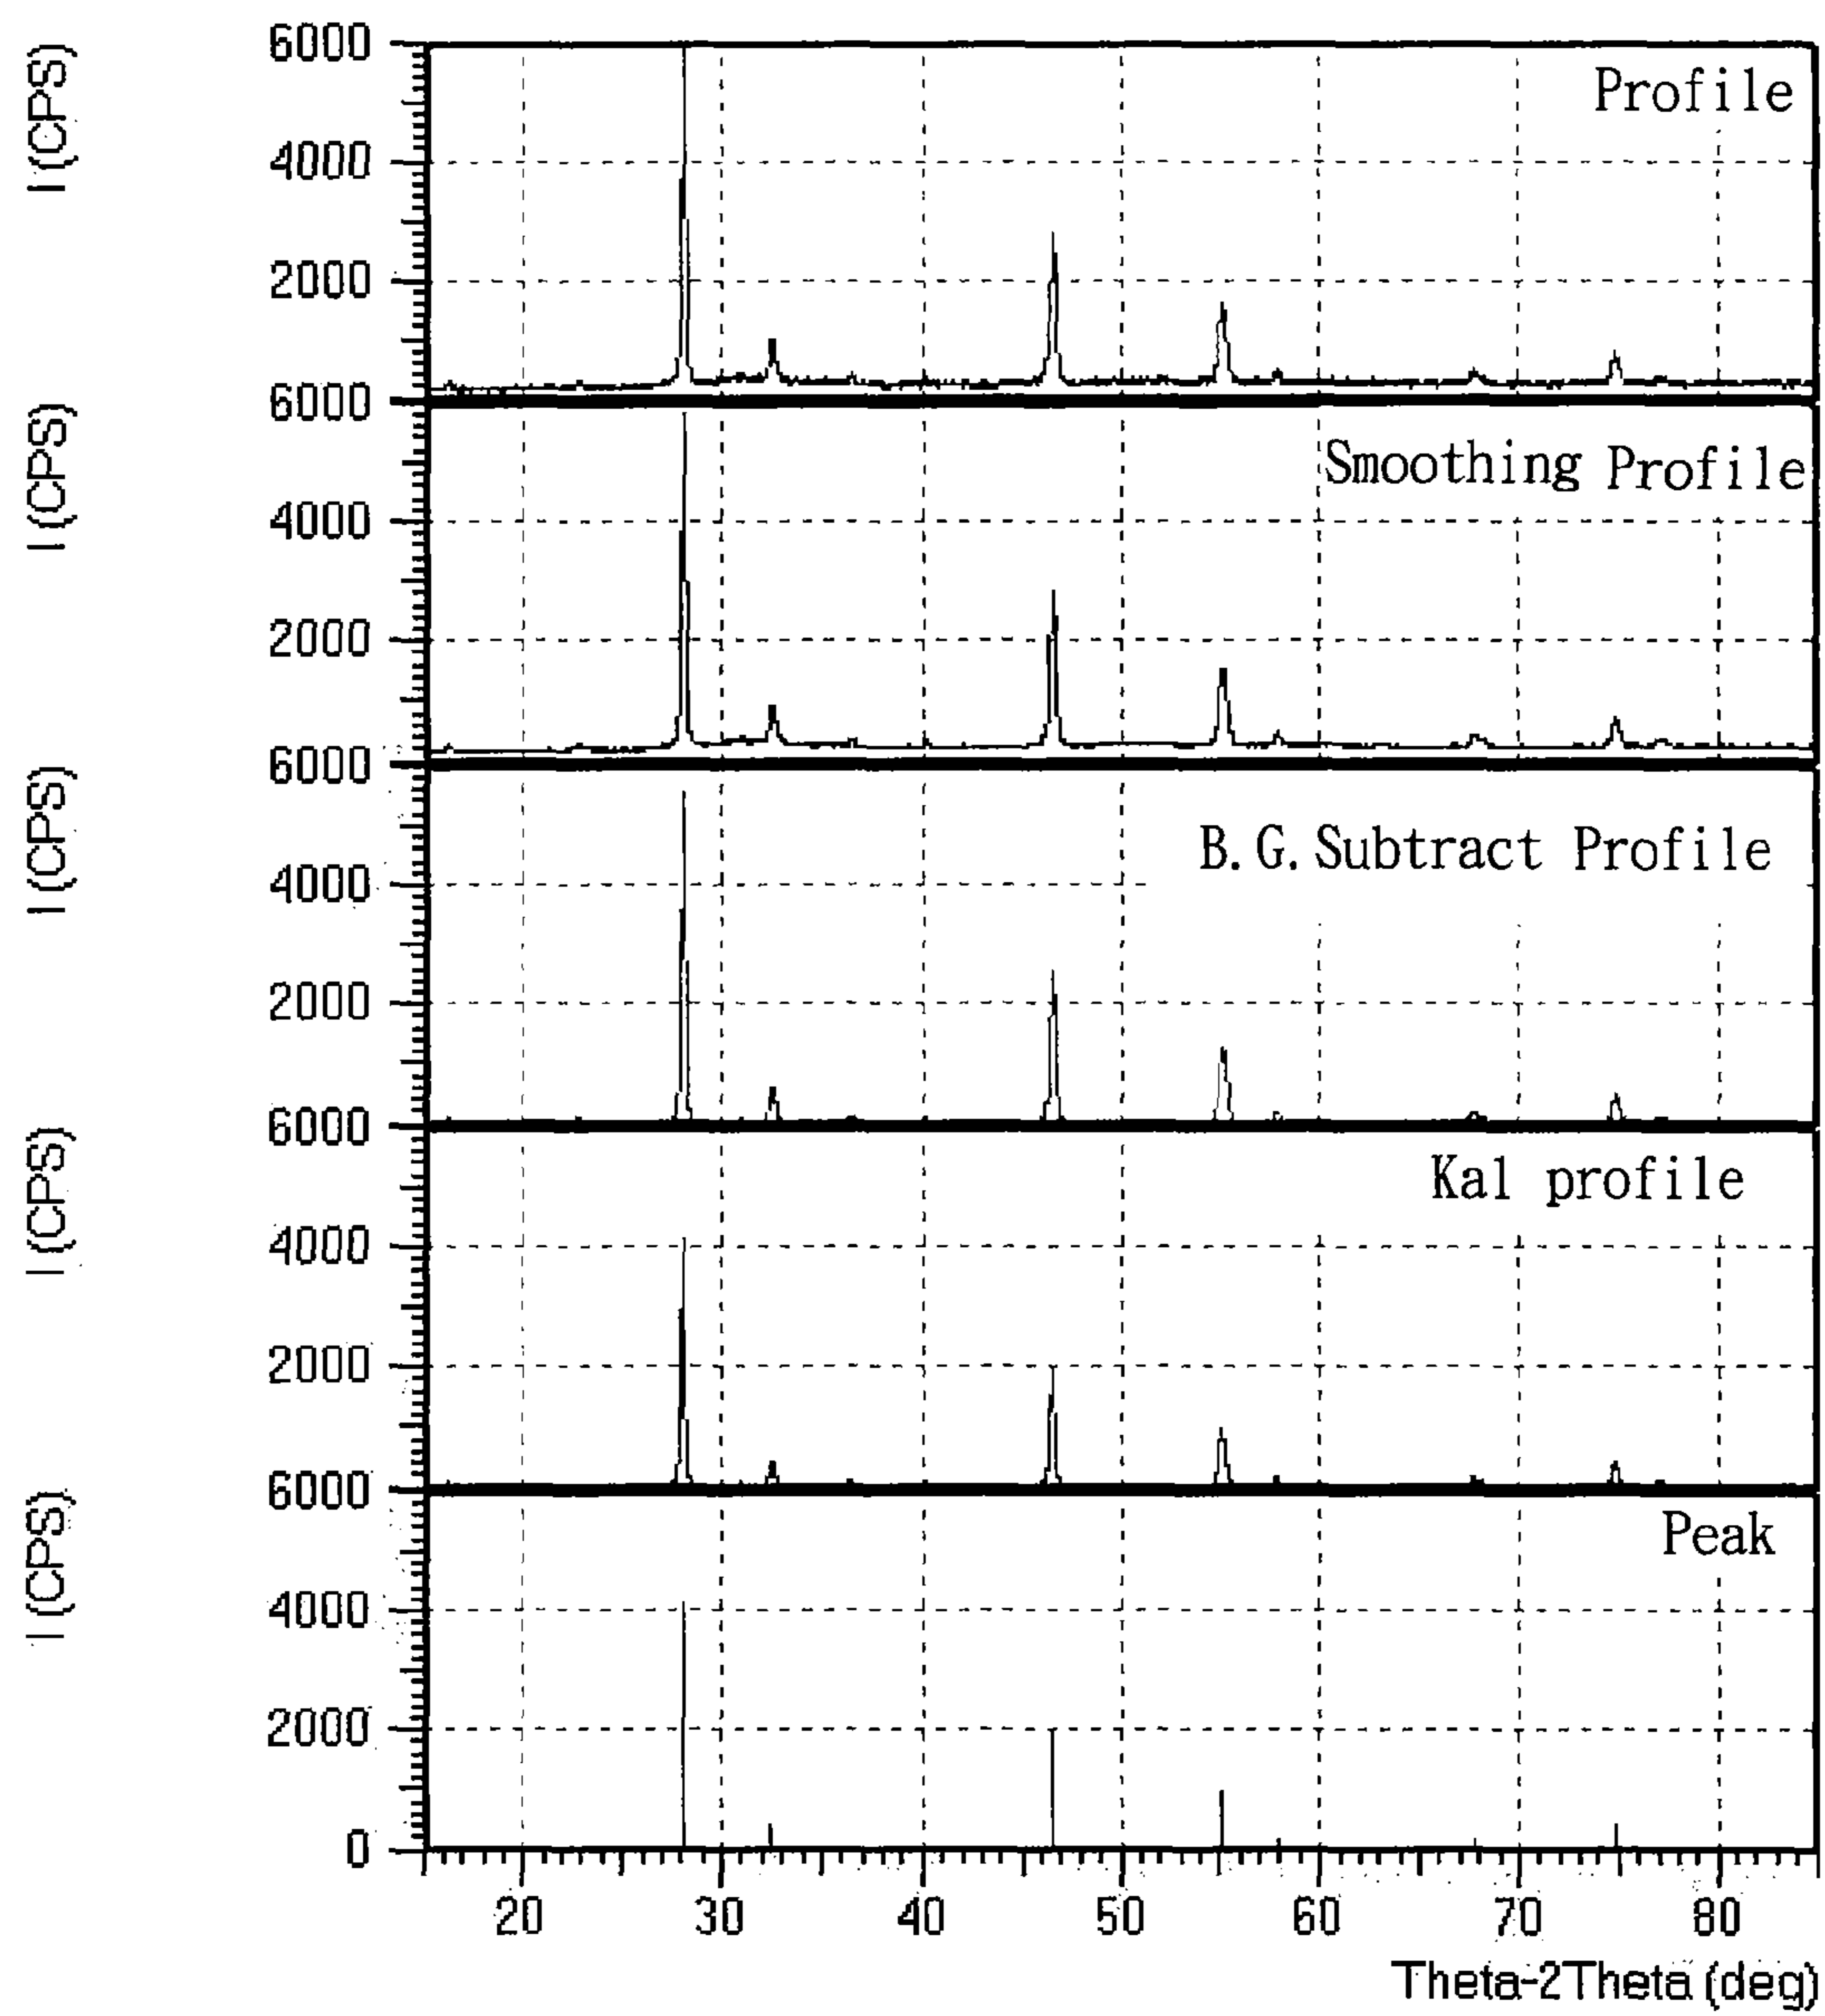 I(CPS)
6000
Profile
4000
2000
I(CPS)
6000
Smoothing Profile
4000
2000
I(CPS)
6000
B.G.Subtract Profile
4000
2000
I(CPS)
6000
Kal profile
4000
2000
I(CPS)
6000
Peak
4000
2000
0
20 30 40 50 60 70 80
Theta-2Theta (deg)